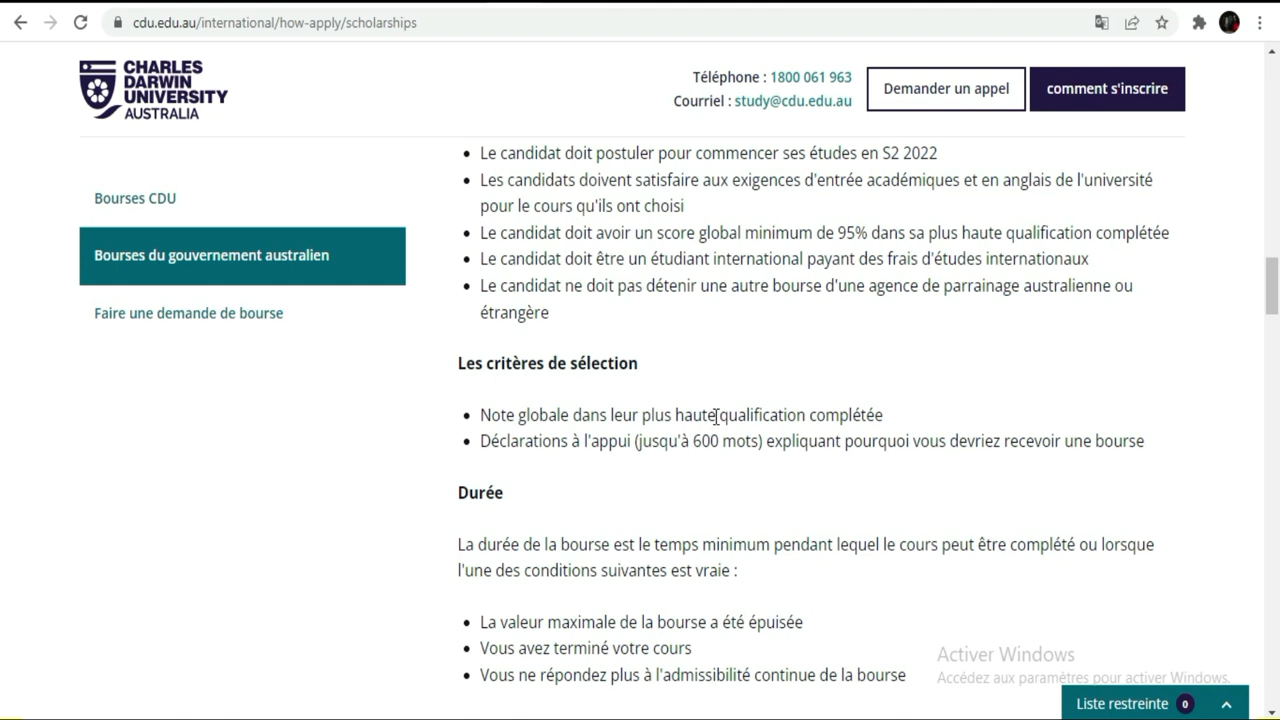 cdu.edu.au/international/how-apply/scholarships
CHARLES
DARWIN
UNIVERSITY
AUSTRALIA
Téléphone : 1800 061 963
Courriel : study@cdu.edu.au
Demander un appel
comment s'inscrire
Bourses CDU
Bourses du gouvernement australien
Faire une demande de bourse
Le candidat doit postuler pour commencer ses études en S2 2022
Les candidats doivent satisfaire aux exigences d'entrée académiques et en anglais de l'université
pour le cours qu'ils ont choisi
Le candidat doit avoir un score global minimum de 95% dans sa plus haute qualification complétée
Le candidat doit être un étudiant international payant des frais d'études internationaux
Le candidat ne doit pas détenir une autre bourse d'une agence de parrainage australienne ou
étrangère
Les critères de sélection
Note globale dans leur plus haute qualification complétée
Déclarations à l'appui (jusqu'à 600 mots) expliquant pourquoi vous devriez recevoir une bourse
Durée
La durée de la bourse est le temps minimum pendant lequel le cours peut être complété ou lorsque
l'une des conditions suivantes est vraie :
La valeur maximale de la bourse a été épuisée
Vous avez terminé votre cours
Vous ne répondez plus à l'admissibilité continue de la bourse
Activer Windows
Accédez aux paramètres pour activer Windows.
Liste restreinte 0